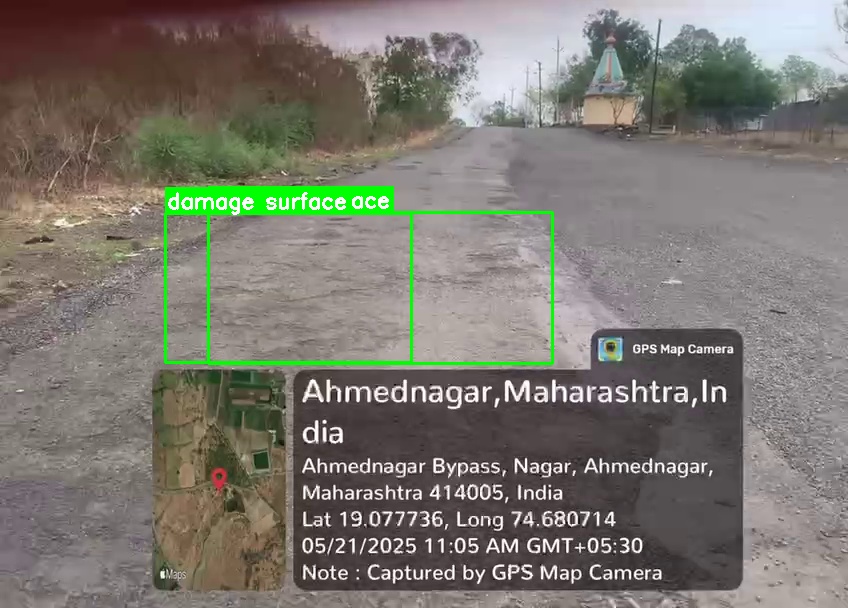 damage surface ace
GPS Map Camera
Ahmednagar,Maharashtra,In
dia
Ahmednagar Bypass, Nagar, Ahmednagar,
Maharashtra 414005, India
Lat 19.077736, Long 74.680714
05/21/2025 11:05 AM GMT+05:30
Note : Captured by GPS Map Camera
Maps